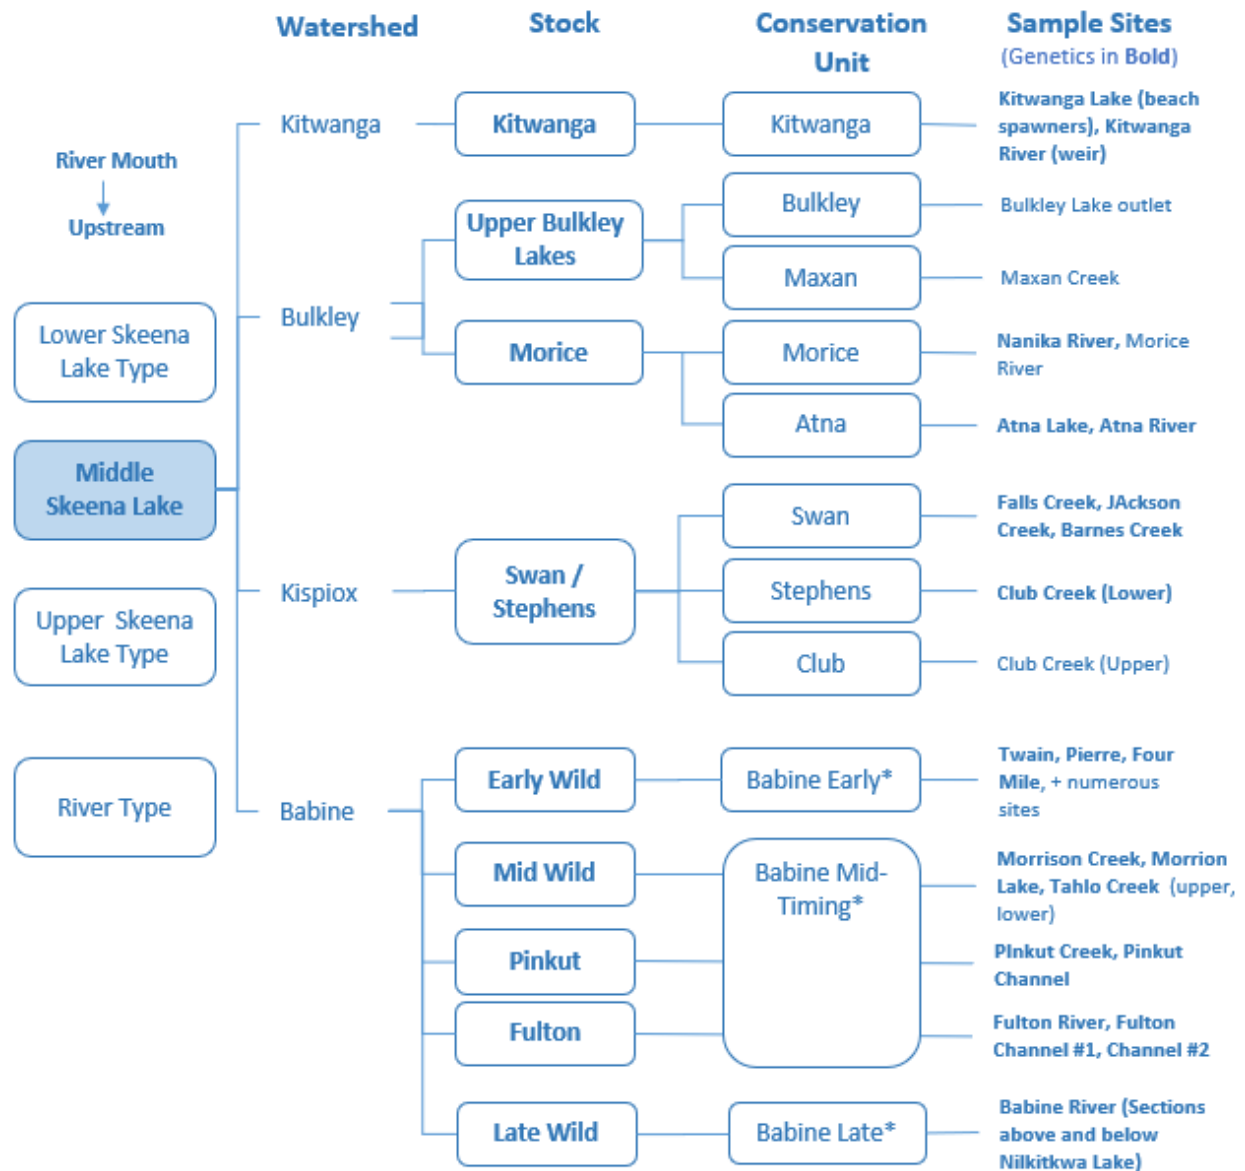 Watershed
Stock
Conservation
Unit
Sample Sites
(Genetics in Bold)
River Mouth
Upstream
Lower Skeena
Lake Type
Middle
Skeena Lake
Upper Skeena
Lake Type
River Type
Kitwanga
Kitwanga
Kitwanga
Kitwanga Lake (beach
spawners), Kitwanga
River (weir)
Bulkley
Upper Bulkley
Lakes
Bulkley
Bulkley Lake outlet
Maxan
Maxan Creek
Morice
Morice
Nanika River, Morice
River
Atna
Atna Lake, Atna River
Kispiox
Swan /
Stephens
Swan
Falls Creek, JAckson
Creek, Barnes Creek
Stephens
Club Creek (Lower)
Club
Club Creek (Upper)
Babine
Early Wild
Babine Early*
Twain, Pierre, Four
Mile, + numerous
sites
Mid Wild
Babine Mid-
Timing*
Morrison Creek, Morrion
Lake, Tahlo Creek (upper,
lower)
Pinkut
PInkut Creek, Pinkut
Channel
Fulton
Fulton River, Fulton
Channel #1, Channel #2
Late Wild
Babine Late*
Babine River (Sections
above and below
Nilkitkwa Lake)